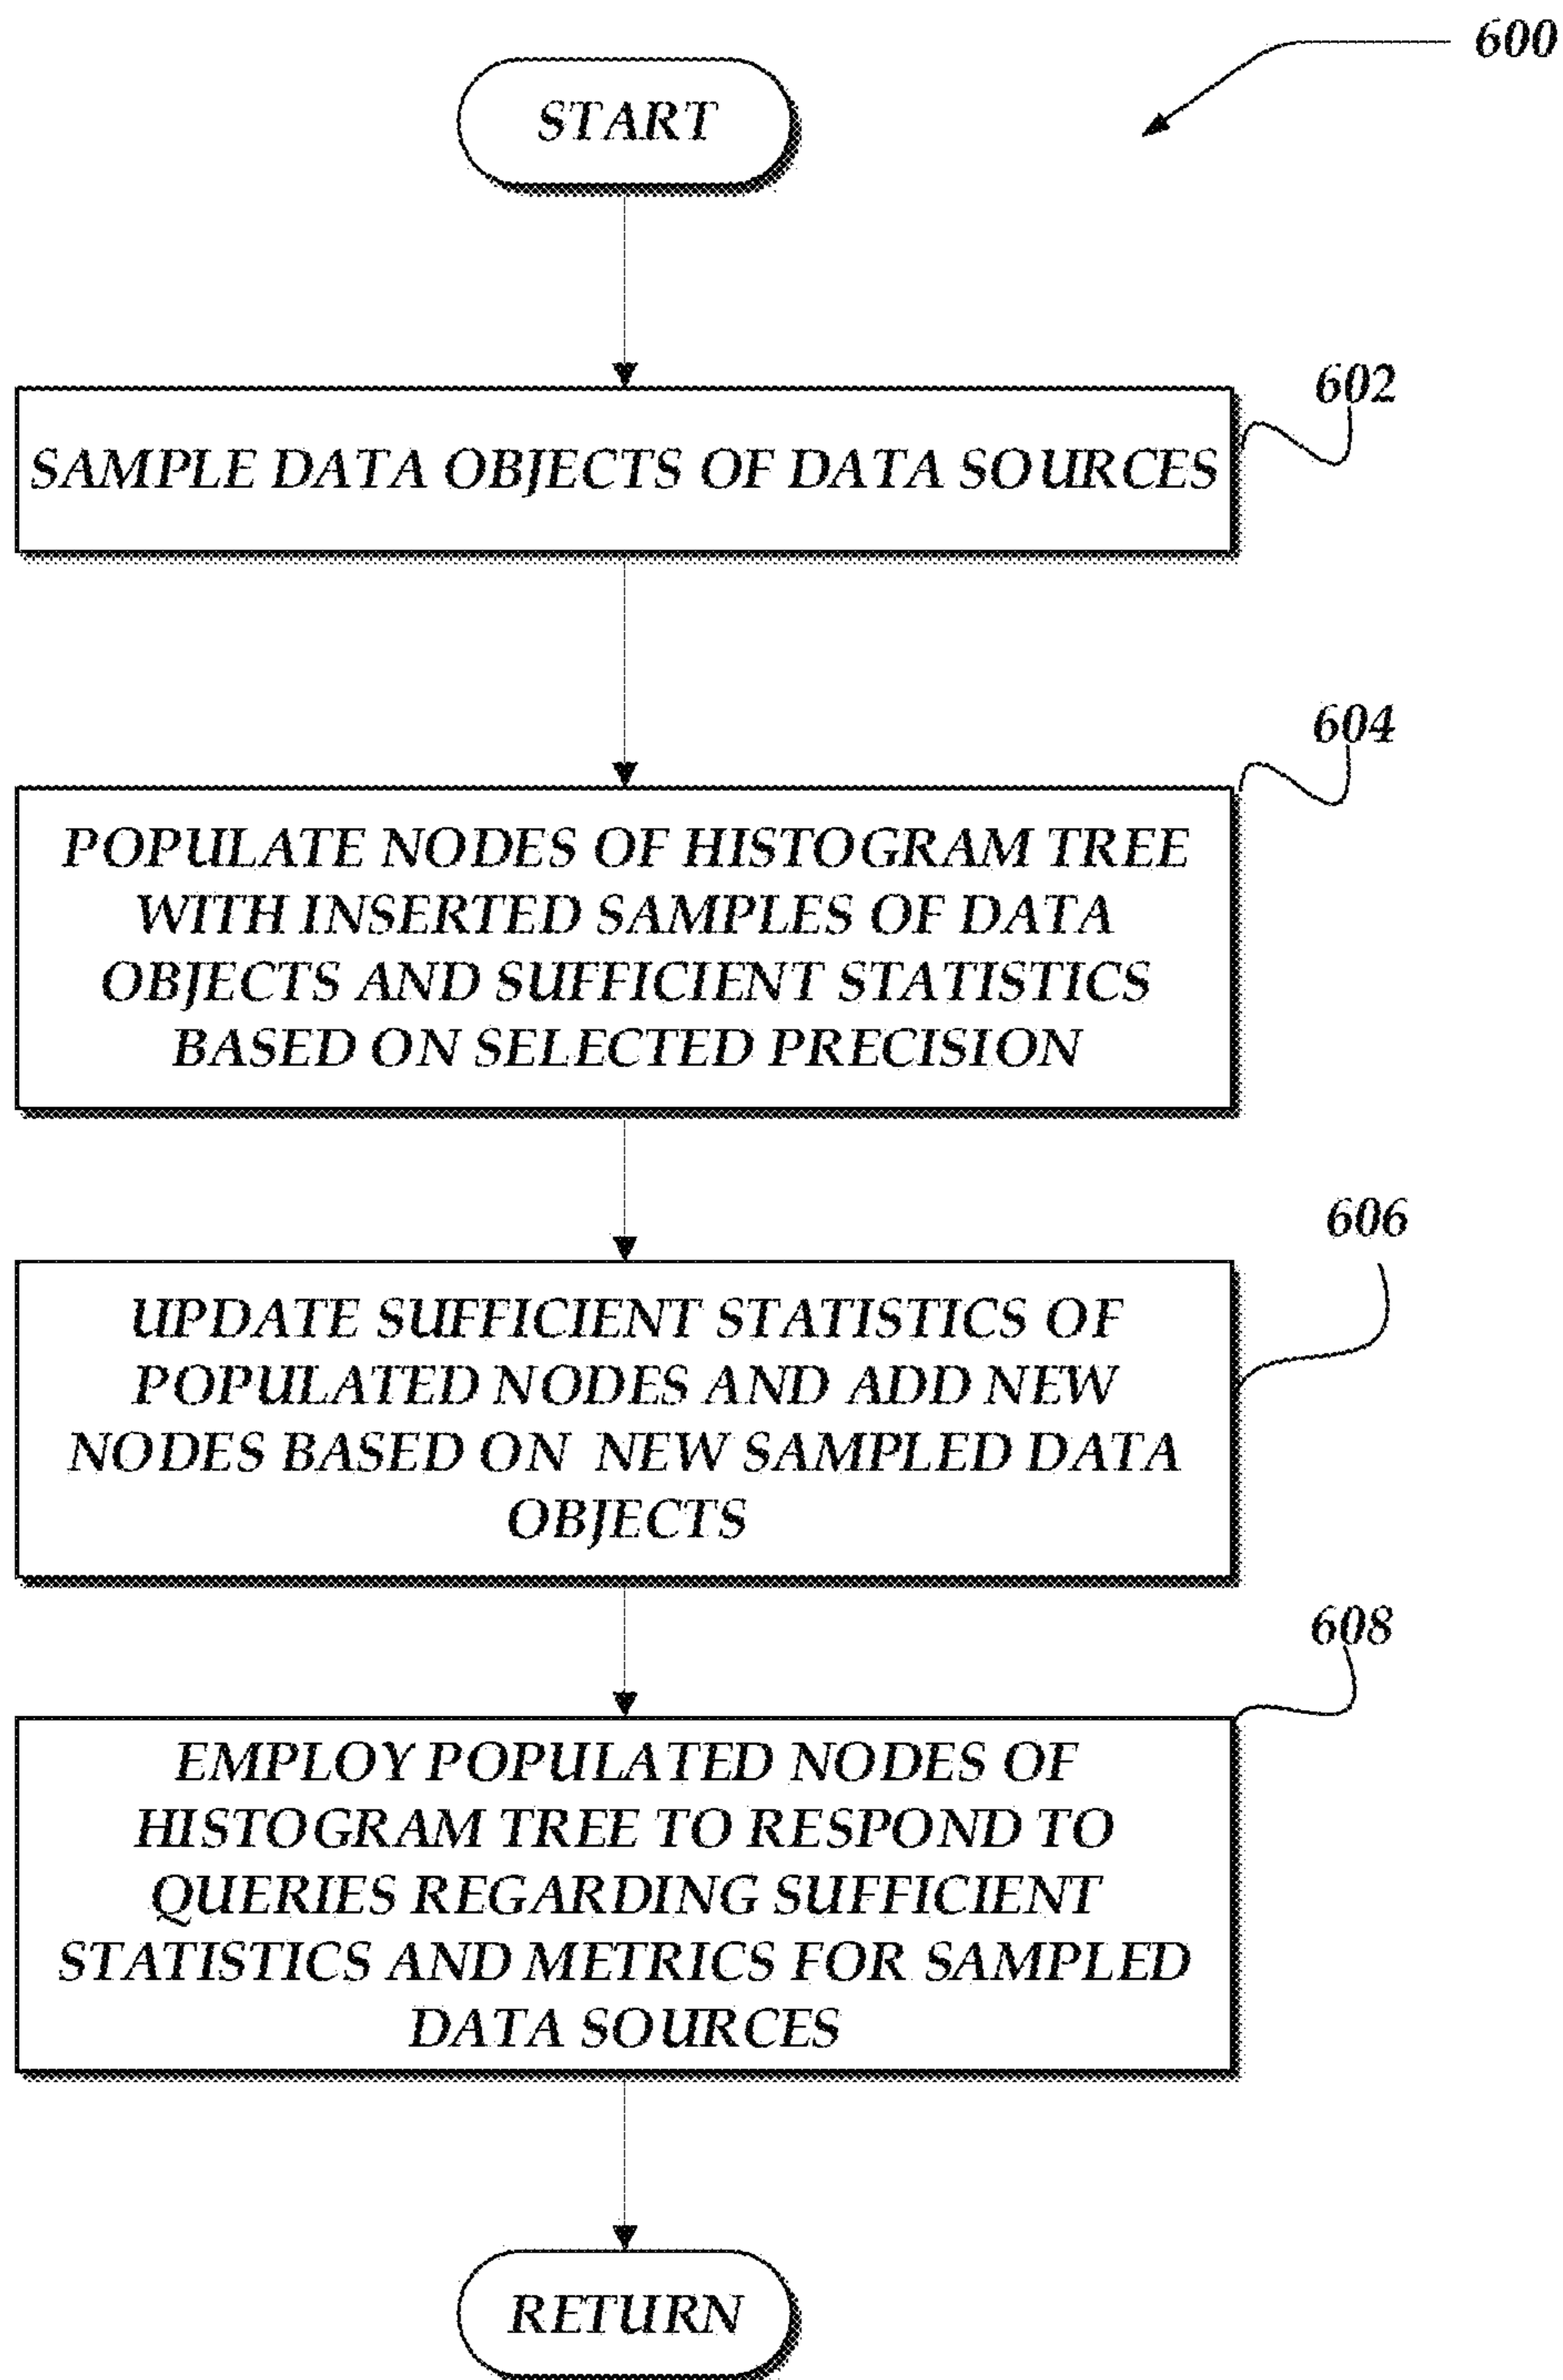 600
START
602
SAMPLE DATA OBJECTS OF DATA SOURCES
604
POPULATE NODES OF HISTOGRAM TREE
WITH INSERTED SAMPLES OF DATA
OBJECTS AND SUFFICIENT STATISTICS
BASED ON SELECTED PRECISION
606
UPDATE SUFFICIENT STATISTICS OF
POPULATED NODES AND ADD NEW
NODES BASED ON NEW SAMPLED DATA
OBJECTS
608
EMPLOY POPULATED NODES OF
HISTOGRAM TREE TO RESPOND TO
QUERIES REGARDING SUFFICIENT
STATISTICS AND METRICS FOR SAMPLED
DATA SOURCES
RETURN